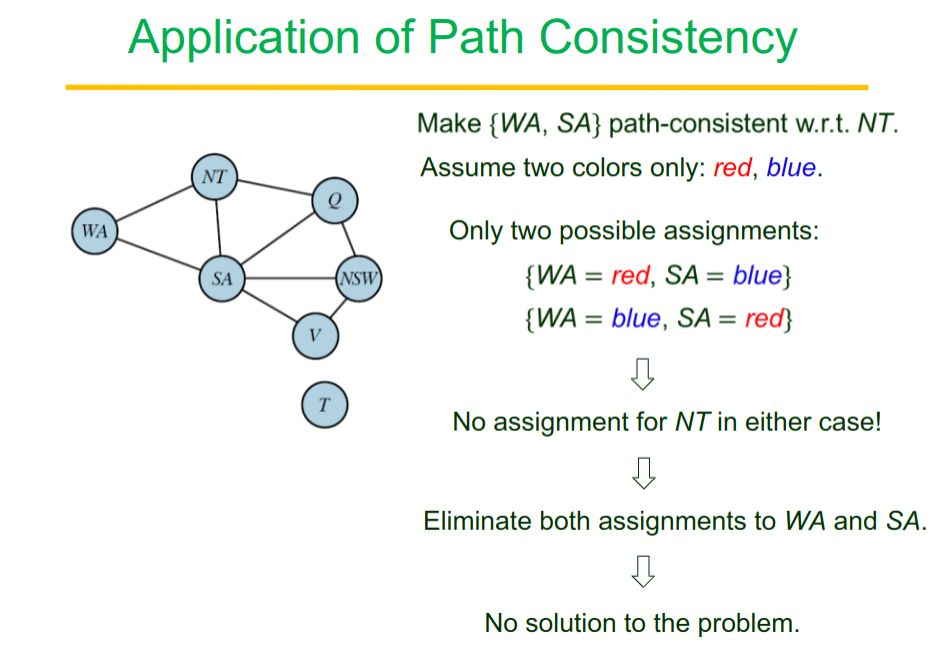 Application of Path Consistency
Make {WA, SA} path-consistent w.r.t. NT.
Assume two colors only: red, blue.
NT
Q
WA
SA
NSW
V
T
Only two possible assignments:
{WA = red, SA = blue}
{WA = blue, SA = red}
No assignment for NT in either case!
Eliminate both assignments to WA and SA.
No solution to the problem.